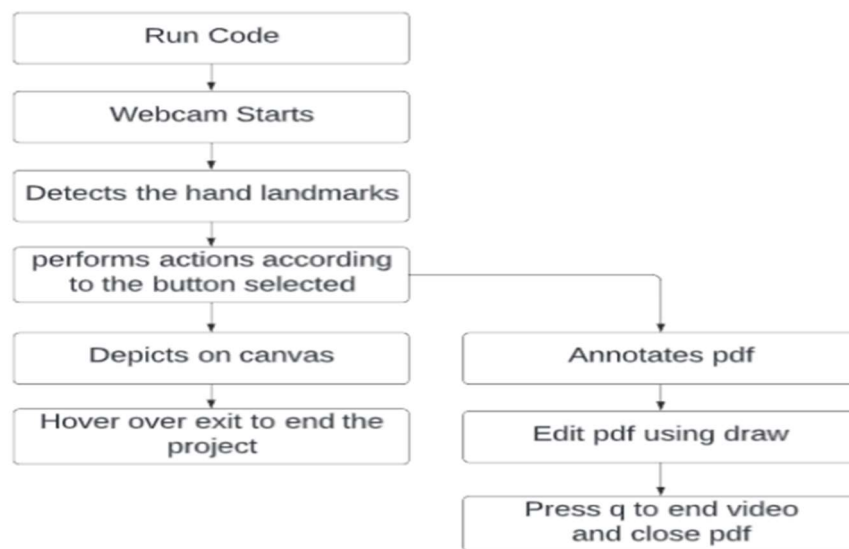 Run Code
Webcam Starts
Detects the hand landmarks
performs actions according
to the button selected
Depicts on canvas
Hover over exit to end the
project
Annotates pdf
Edit pdf using draw
Press q to end video
and close pdf